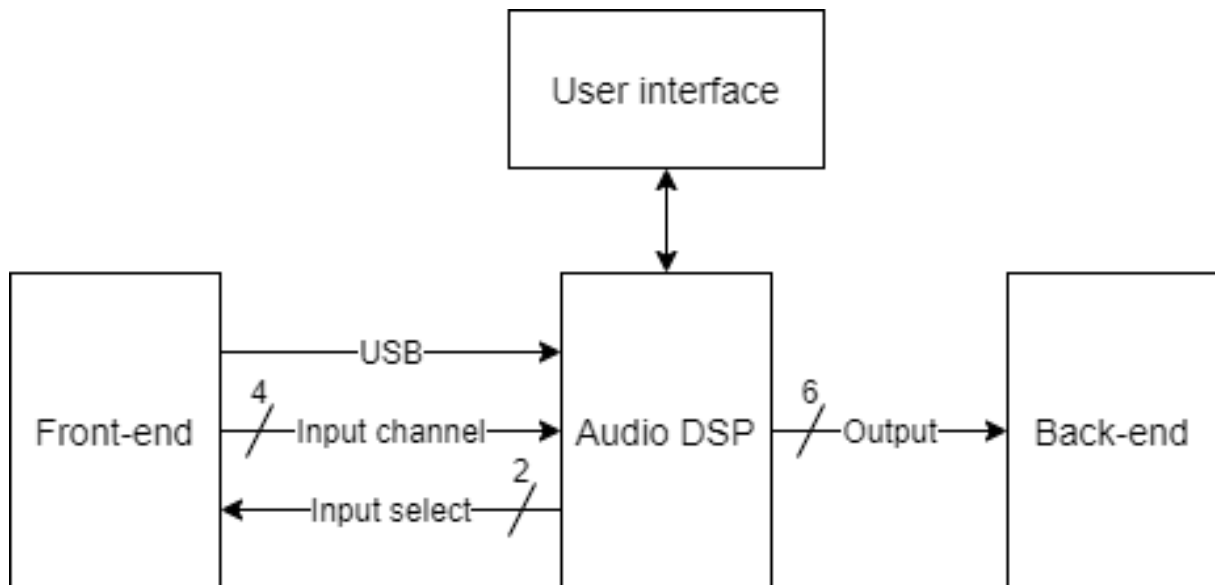 User interface
USB
4
6
Front-end
Input channel
Audio DSP
Output
Back-end
2
Input select